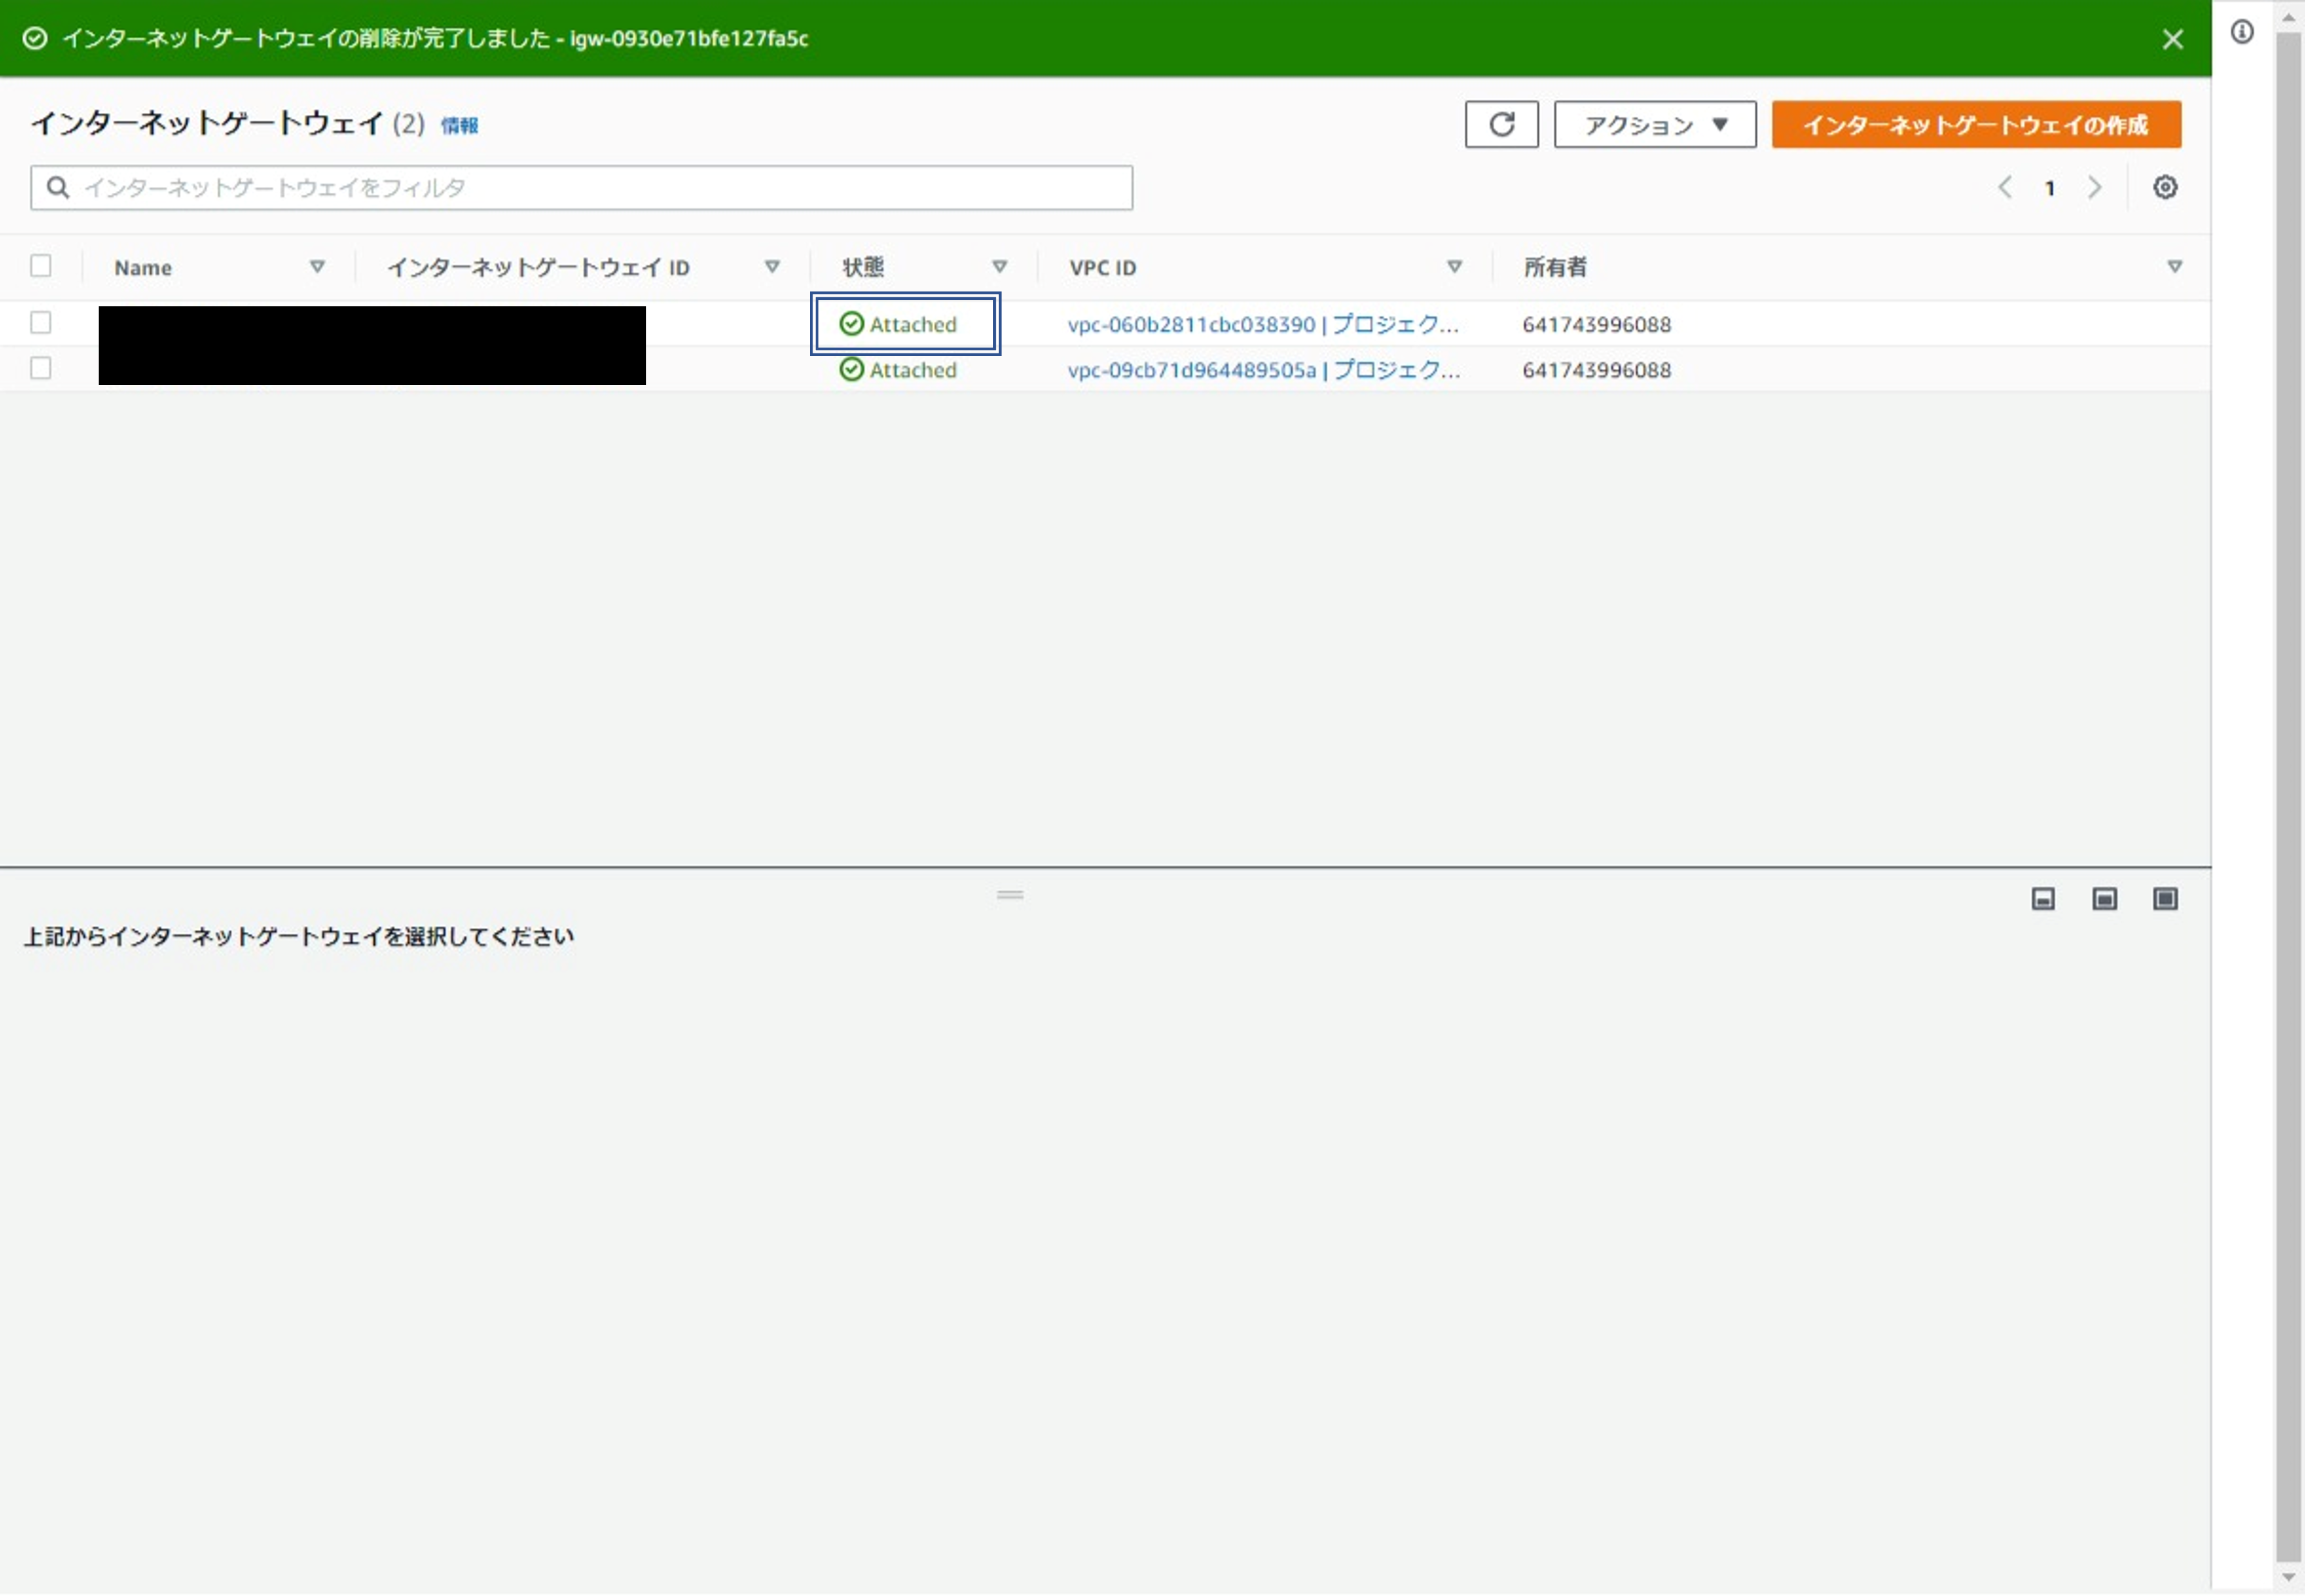 インターネットゲートウェイの削除が完了しました - igw-0930e71bfe127fa5c
インターネットゲートウェイ (2) 情報
アクション
インターネットゲートウェイの作成
インターネットゲートウェイをフィルタ
1
Name インターネットゲートウェイ ID 状態 VPC ID 所有者
Attached vpc-060b2811cbc038390 | プロジェク... 641743996088
Attached vpc-09cb71d964489505a | プロジェク... 641743996088
上記からインターネットゲートウェイを選択してください